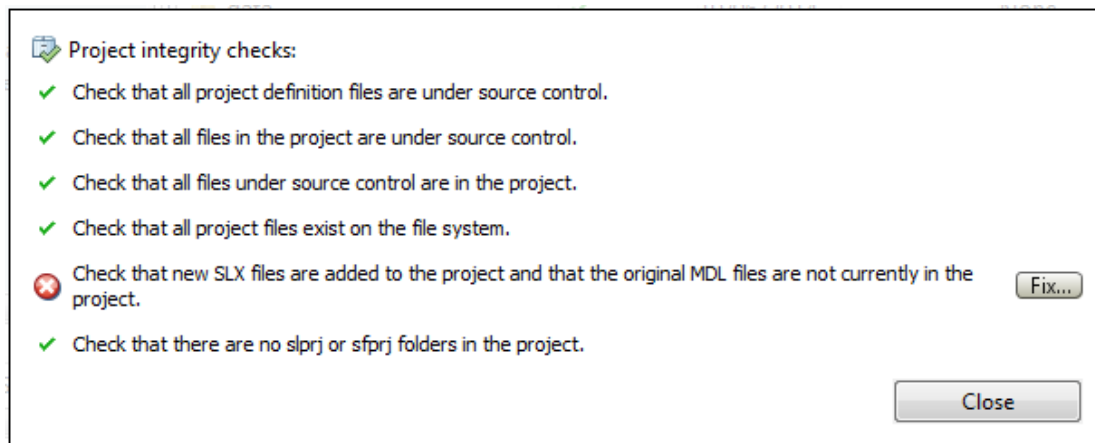 Project integrity checks:
Check that all project definition files are under source control.
Check that all files in the project are under source control.
Check that all files under source control are in the project.
Check that all project files exist on the file system.
Check that new SLX files are added to the project and that the original MDL files are not currently in the
project.
Fix...
Check that there are no slprj or sfprj folders in the project.
Close